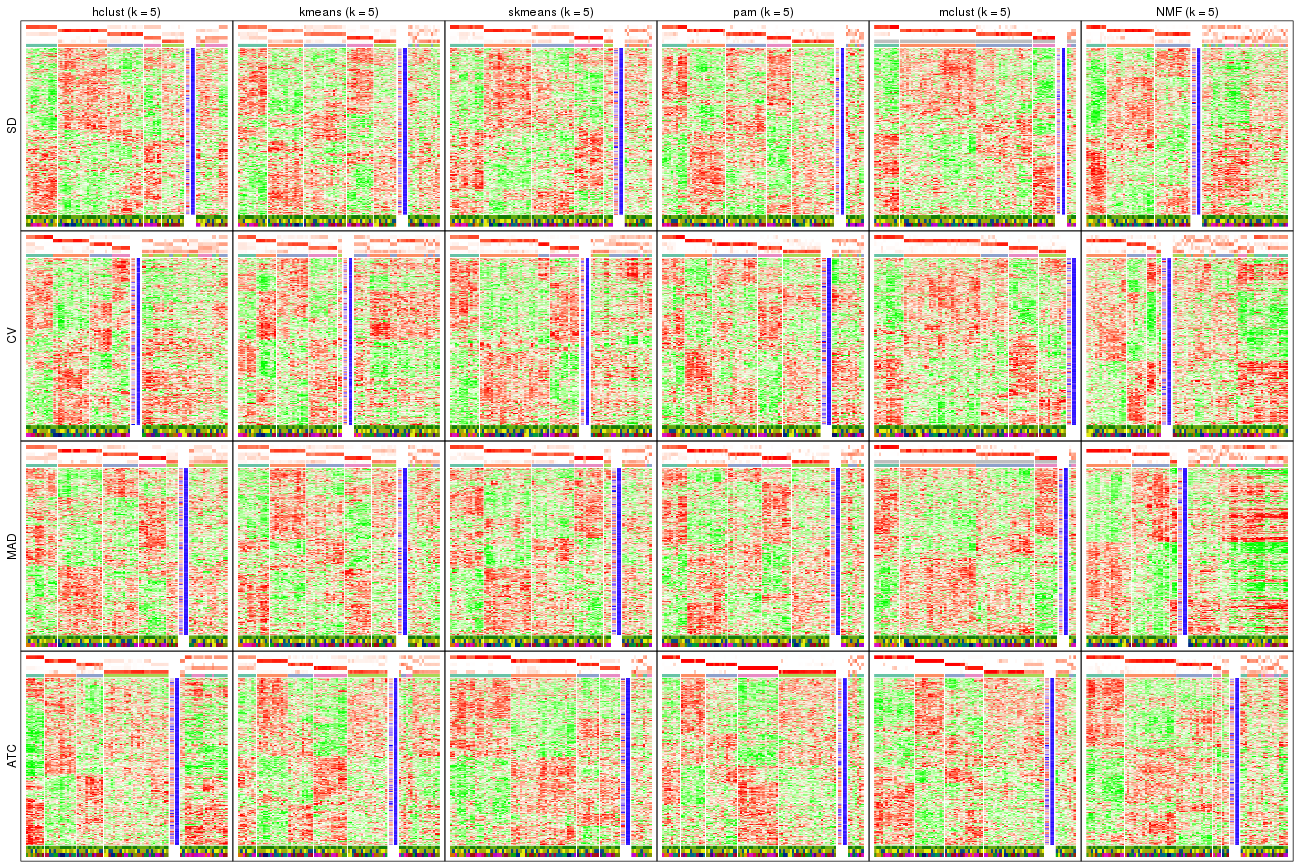 hclust (k = 5) kmeans (k = 5) skmeans (k = 5) pam (k = 5) mclust (k = 5) NMF (k = 5)
SD
CV
MAD
ATC